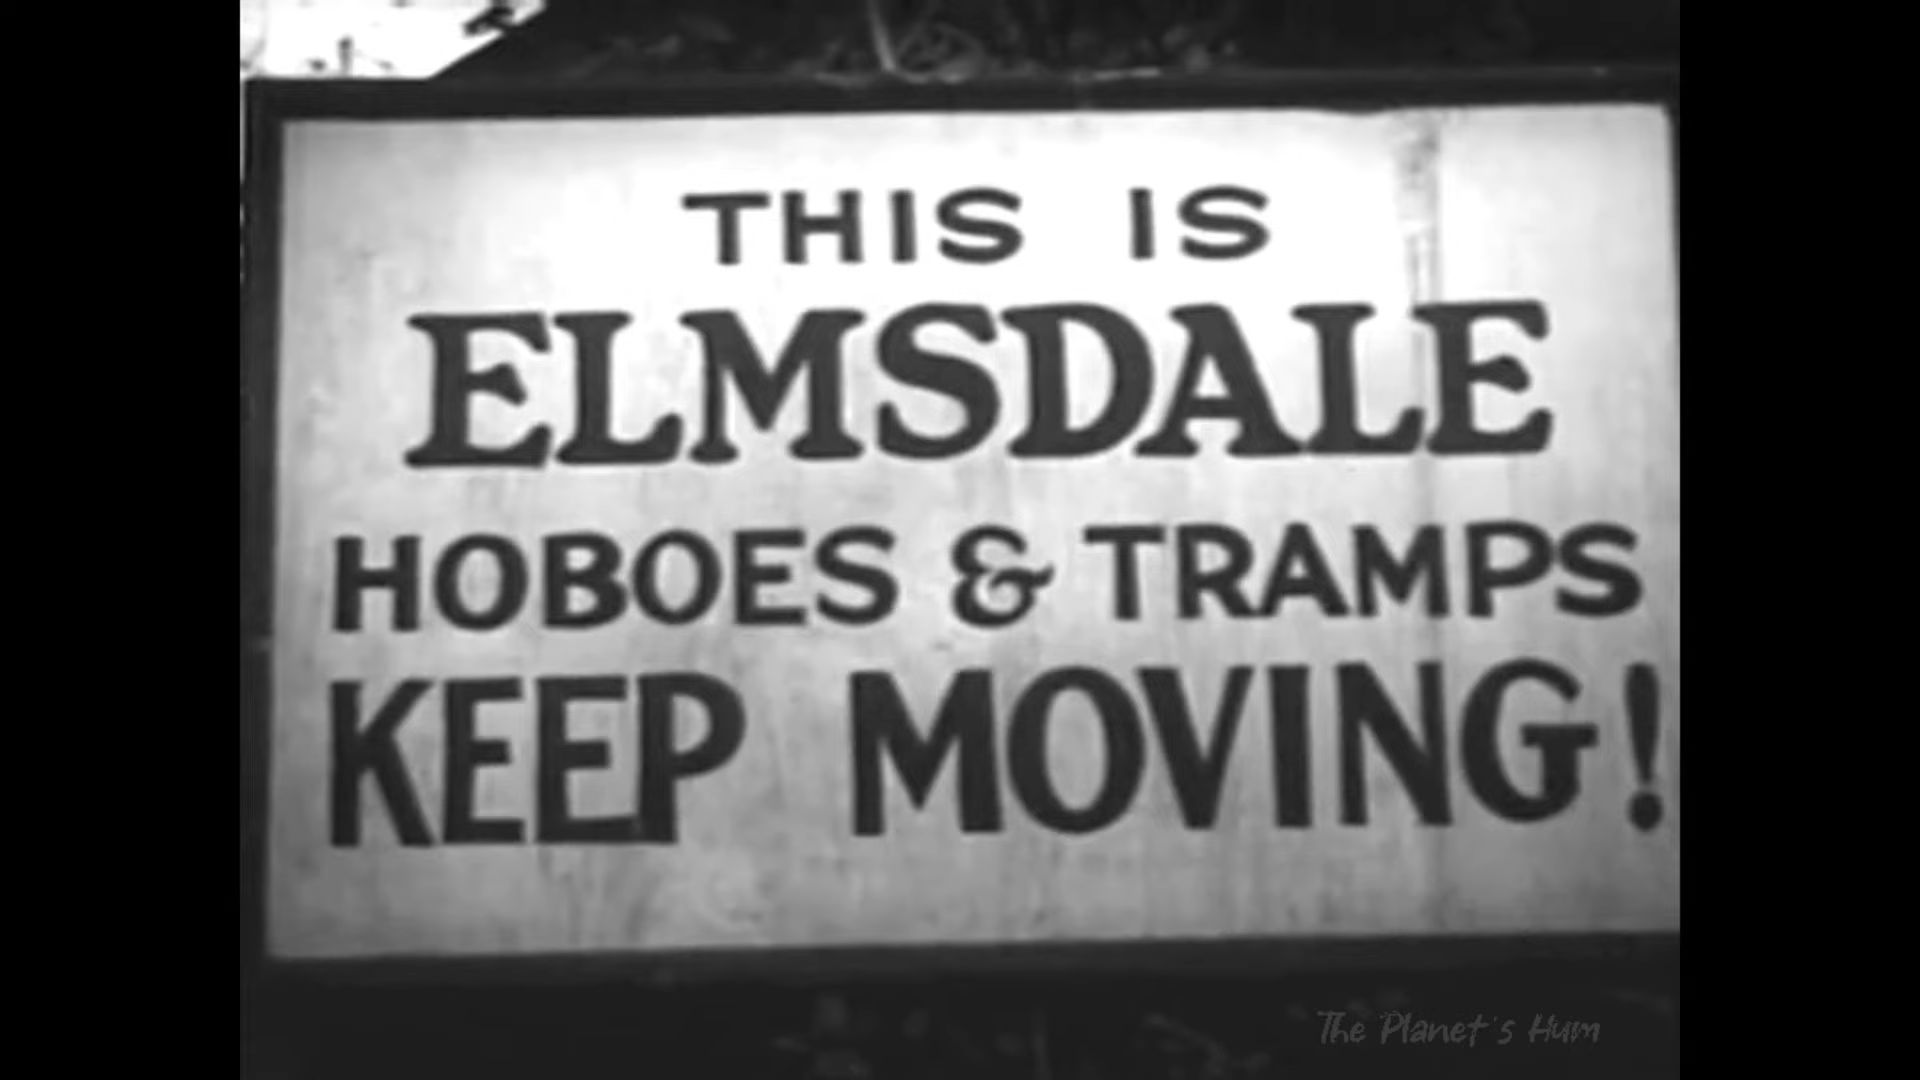 THIS IS
ELMSDALE
HOBOES & TRAMPS
KEEP MOVING!
The Planet's Hum